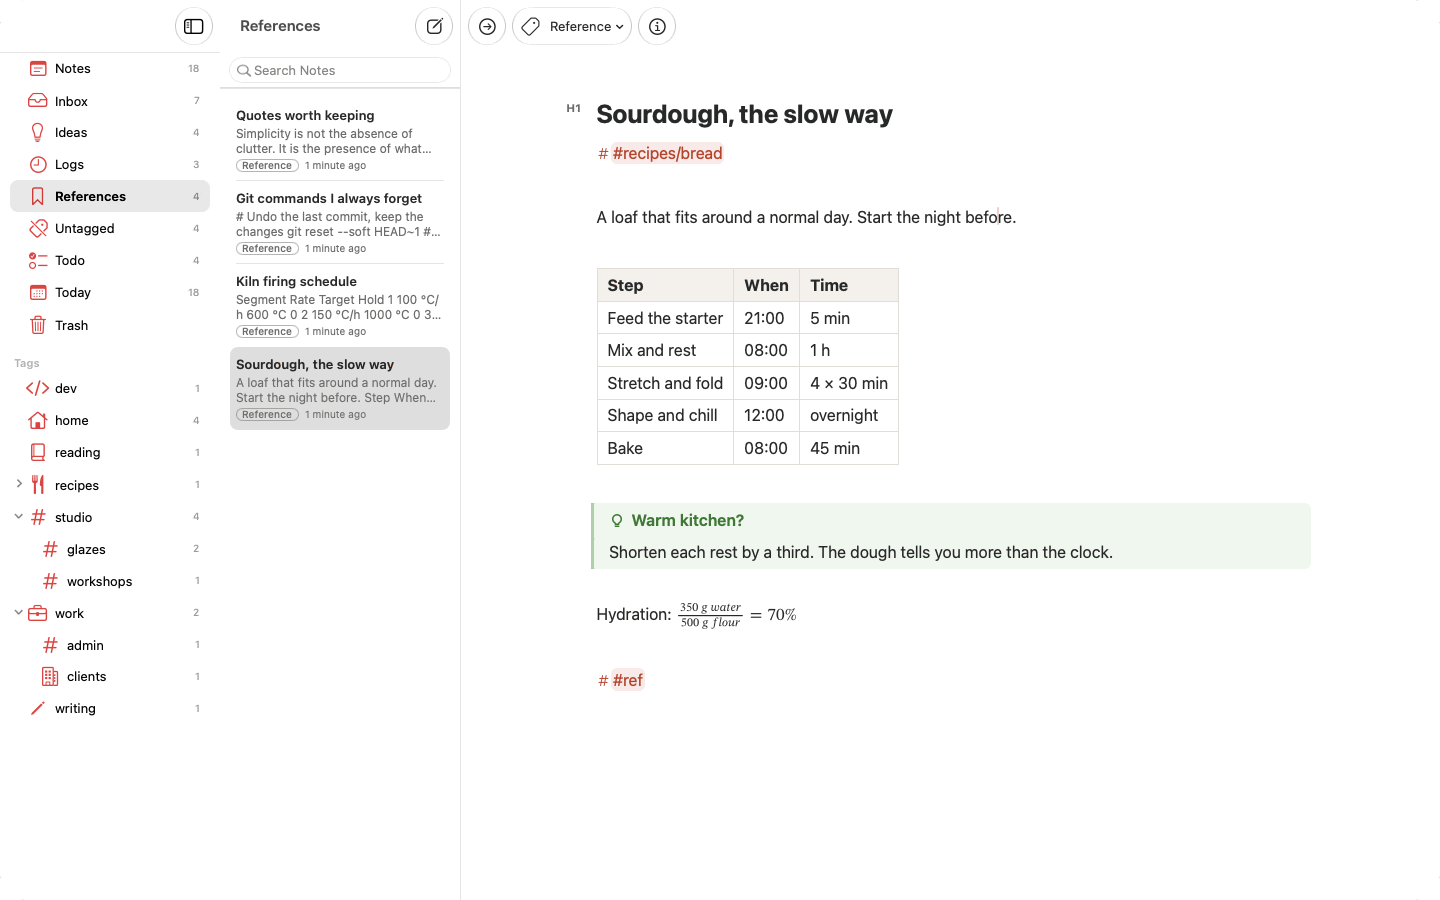 Notes 18
Inbox 7
Ideas 4
Logs 3
References 4
Untagged 4
Todo 4
Today 18
Trash
Tags
dev 1
home 4
reading 1
recipes 1
studio 4
glazes 2
workshops 1
work 2
admin 1
clients 1
writing 1
References
Search Notes
Quotes worth keeping
Simplicity is not the absence of
clutter. It is the presence of what...
Reference 1 minute ago
Git commands I always forget
# Undo the last commit, keep the
changes git reset --soft HEAD~1 #...
Reference 1 minute ago
Kiln firing schedule
Segment Rate Target Hold 1 100 °C/
h 600 °C 0 2 150 °C/h 1000 °C 0 3...
Reference 1 minute ago
Sourdough, the slow way
A loaf that fits around a normal day.
Start the night before. Step When...
Reference 1 minute ago
Reference
H1 Sourdough, the slow way
# #recipes/bread
A loaf that fits around a normal day. Start the night before.
Step When Time
Feed the starter 21:00 5 min
Mix and rest 08:00 1 h
Stretch and fold 09:00 4 × 30 min
Shape and chill 12:00 overnight
Bake 08:00 45 min
Warm kitchen?
Shorten each rest by a third. The dough tells you more than the clock.
Hydration: 350 g water / 500 g flour = 70%
# #ref